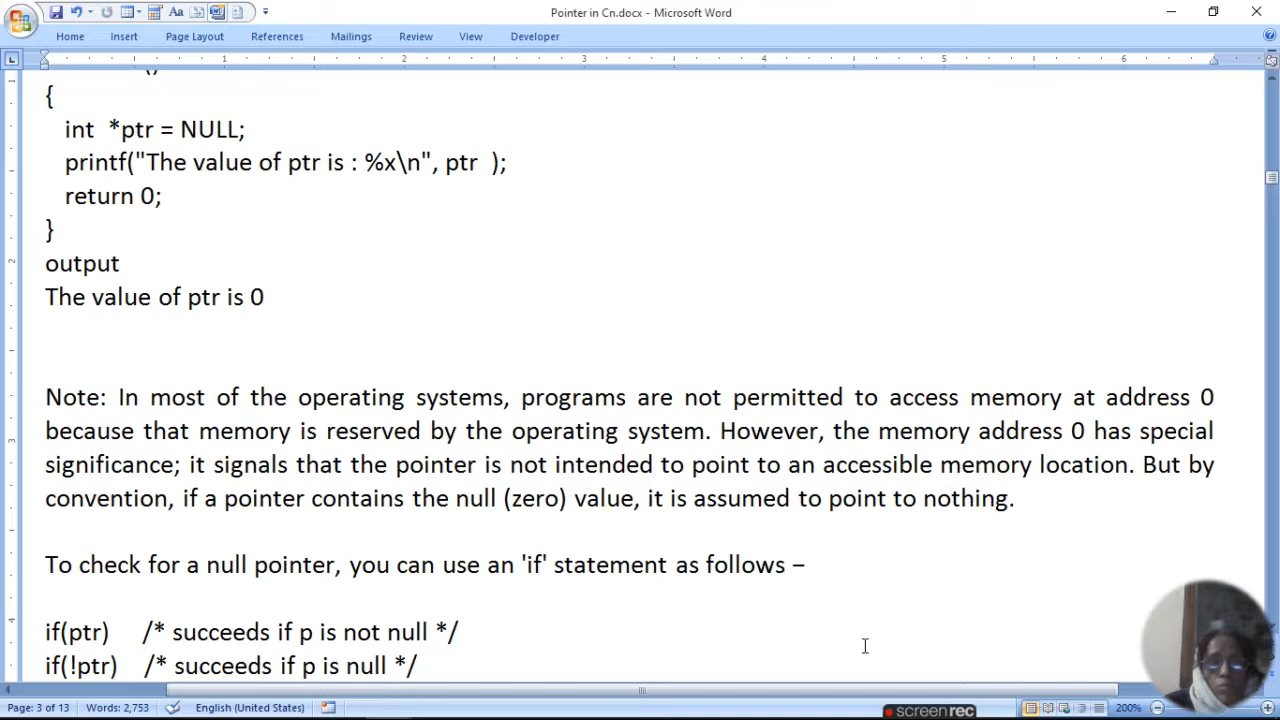 Pointer in Cn.docx - Microsoft Word
Home Insert Page Layout References Mailings Review View Developer
1 2 3 4 5 6
{
int *ptr = NULL;
printf("The value of ptr is : %x\n", ptr );
return 0;
}
output
The value of ptr is 0
Note: In most of the operating systems, programs are not permitted to access memory at address 0
because that memory is reserved by the operating system. However, the memory address 0 has special
significance; it signals that the pointer is not intended to point to an accessible memory location. But by
convention, if a pointer contains the null (zero) value, it is assumed to point to nothing.
To check for a null pointer, you can use an 'if' statement as follows −
if(ptr) /* succeeds if p is not null */
if(!ptr) /* succeeds if p is null */
Page: 3 of 13 Words: 2,753 English (United States) screenrec 200%